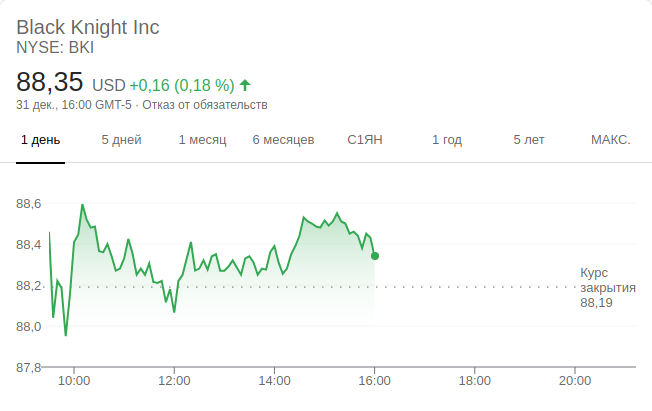 Black Knight Inc
NYSE: BKI
88,35 USD +0,16 (0,18 %)
31 дек., 16:00 GMT-5 · Отказ от обязательств
1 день 5 дней 1 месяц 6 месяцев С1ЯН 1 год 5 лет МАКС.
88,6
88,4
88,2
88,0
87,8
Курс
закрытия
88,19
10:00 12:00 14:00 16:00 18:00 20:00